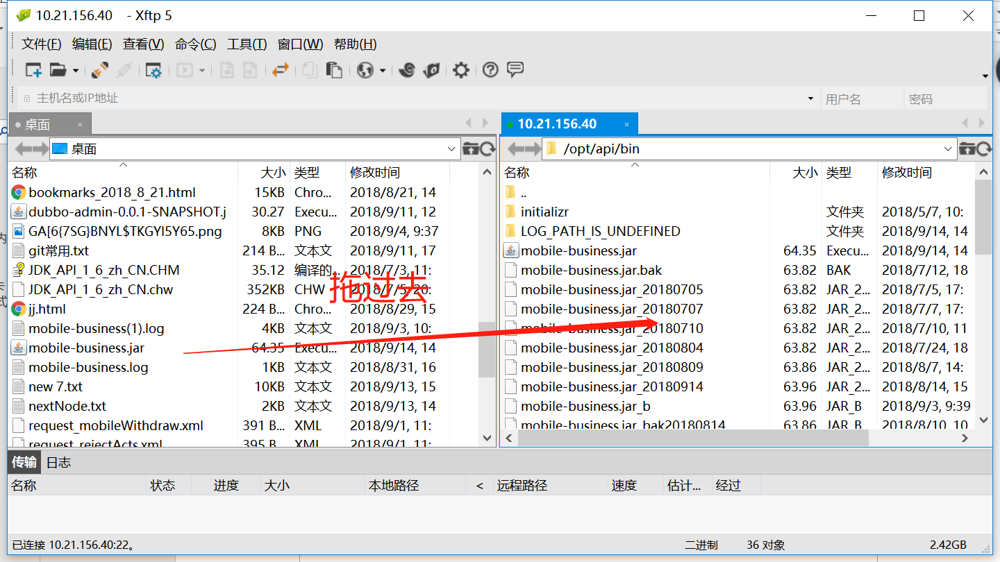 10.21.156.40 - Xftp 5
文件(F) 编辑(E) 查看(V) 命令(C) 工具(T) 窗口(W) 帮助(H)
主机名或IP地址 用户名 密码
桌面 10.21.156.40
桌面 /opt/api/bin
名称 大小 类型 修改时间
bookmarks_2018_8_21.html 15KB Chro... 2018/8/21, 14
dubbo-admin-0.0.1-SNAPSHOT.j 30.27 Execu... 2018/9/11, 12
GA[6{7SG}BNYL$TKGYI5Y65.png 8KB PNG 2018/9/4, 9:37
git常用.txt 214 B... 文本文 2018/9/11, 17
JDK_API_1_6_zh_CN.CHM 35.12 编译的... 2018/7/3, 11:
JDK_API_1_6_zh_CN.chw 352KB CHW 2018/7/5, 20:
jj.html 224 B... Chro... 2018/8/29, 15
mobile-business(1).log 4KB 文本文 2018/9/3, 10:
mobile-business.jar 64.35 Execu... 2018/9/14, 14
mobile-business.log 1KB 文本文 2018/8/31, 16
new 7.txt 10KB 文本文 2018/9/13, 15
nextNode.txt 2KB 文本文 2018/9/13, 14
request_mobileWithdraw.xml 391 B... XML 2018/9/1, 11:
request_rejectActs.xml 395 B... XML 2018/9/1, 11:
拖过去
名称 大小 类型 修改时间
..
initializr 文件夹 2018/5/7, 10:
LOG_PATH_IS_UNDEFINED 文件夹 2018/9/14, 14
mobile-business.jar 64.35 Execu... 2018/9/14, 14
mobile-business.jar.bak 63.82 BAK 2018/7/12, 18
mobile-business.jar_20180705 63.82 JAR_2... 2018/7/5, 17:
mobile-business.jar_20180707 63.82 JAR_2... 2018/7/7, 17:
mobile-business.jar_20180710 63.82 JAR_2... 2018/7/10, 11
mobile-business.jar_20180804 63.82 JAR_2... 2018/7/24, 18
mobile-business.jar_20180809 63.86 JAR_2... 2018/8/7, 14:
mobile-business.jar_20180914 63.96 JAR_2... 2018/8/14, 15
mobile-business.jar_b 63.96 JAR_B 2018/9/3, 9:39
mobile-business.jar_bak20180814 63.86 JAR_B 2018/8/10, 10
传输 日志
名称 状态 进度 大小 本地路径 < 远程路径 速度 估计... 经过
已连接 10.21.156.40:22。 二进制 36 对象 2.42GB